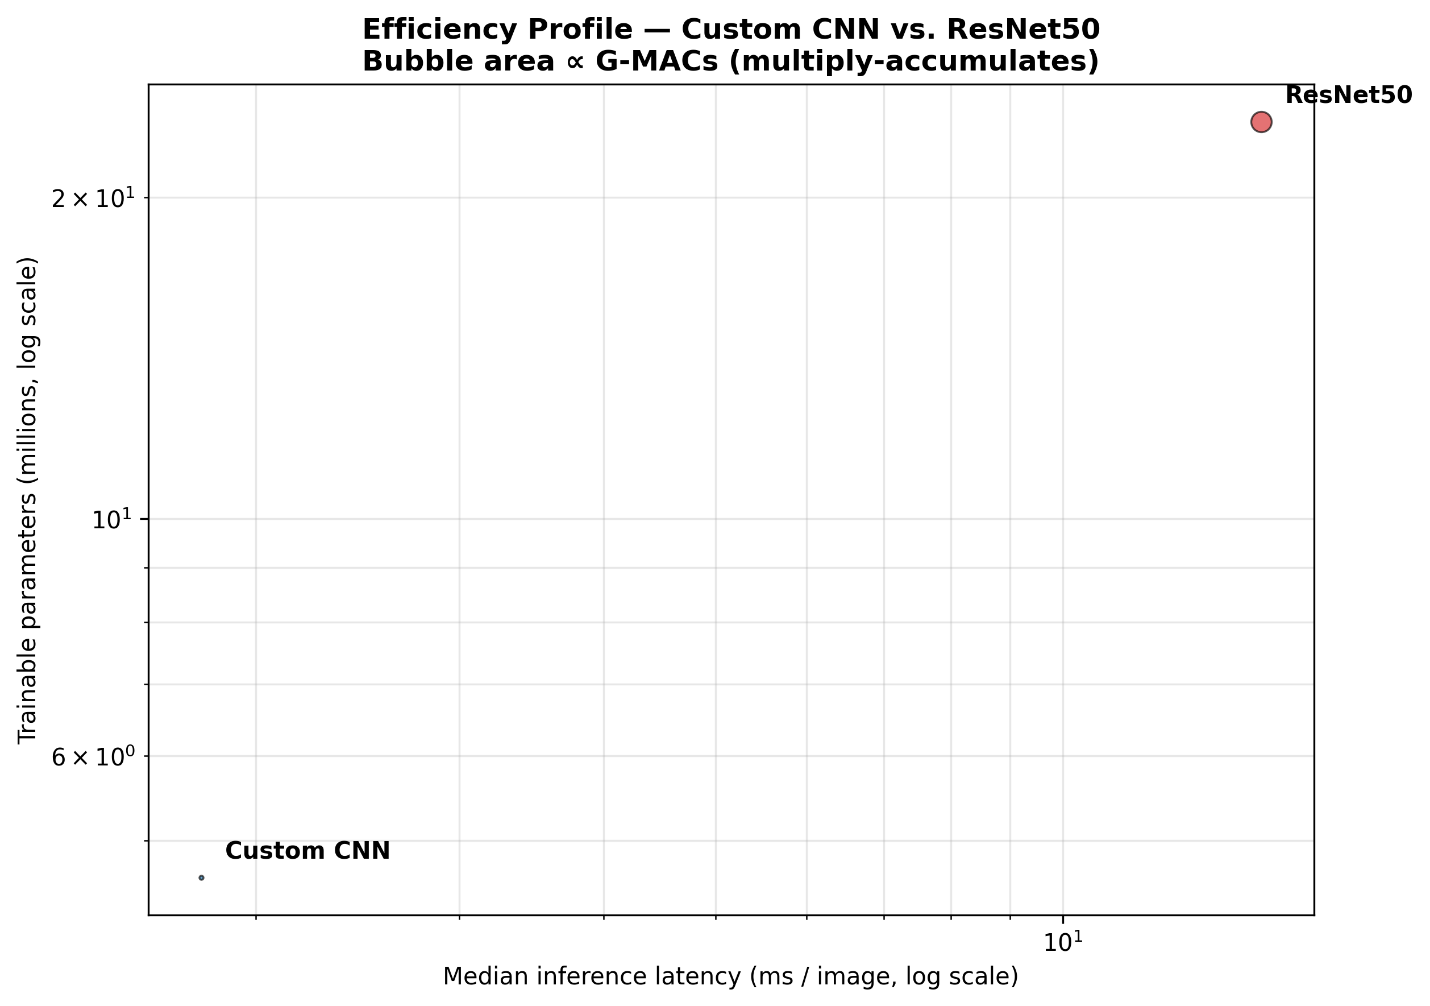 Efficiency Profile — Custom CNN vs. ResNet50
Bubble area ∝ G-MACs (multiply-accumulates)
ResNet50
2 × 10¹
10¹
6 × 10⁰
Trainable parameters (millions, log scale)
Custom CNN
10¹
Median inference latency (ms / image, log scale)